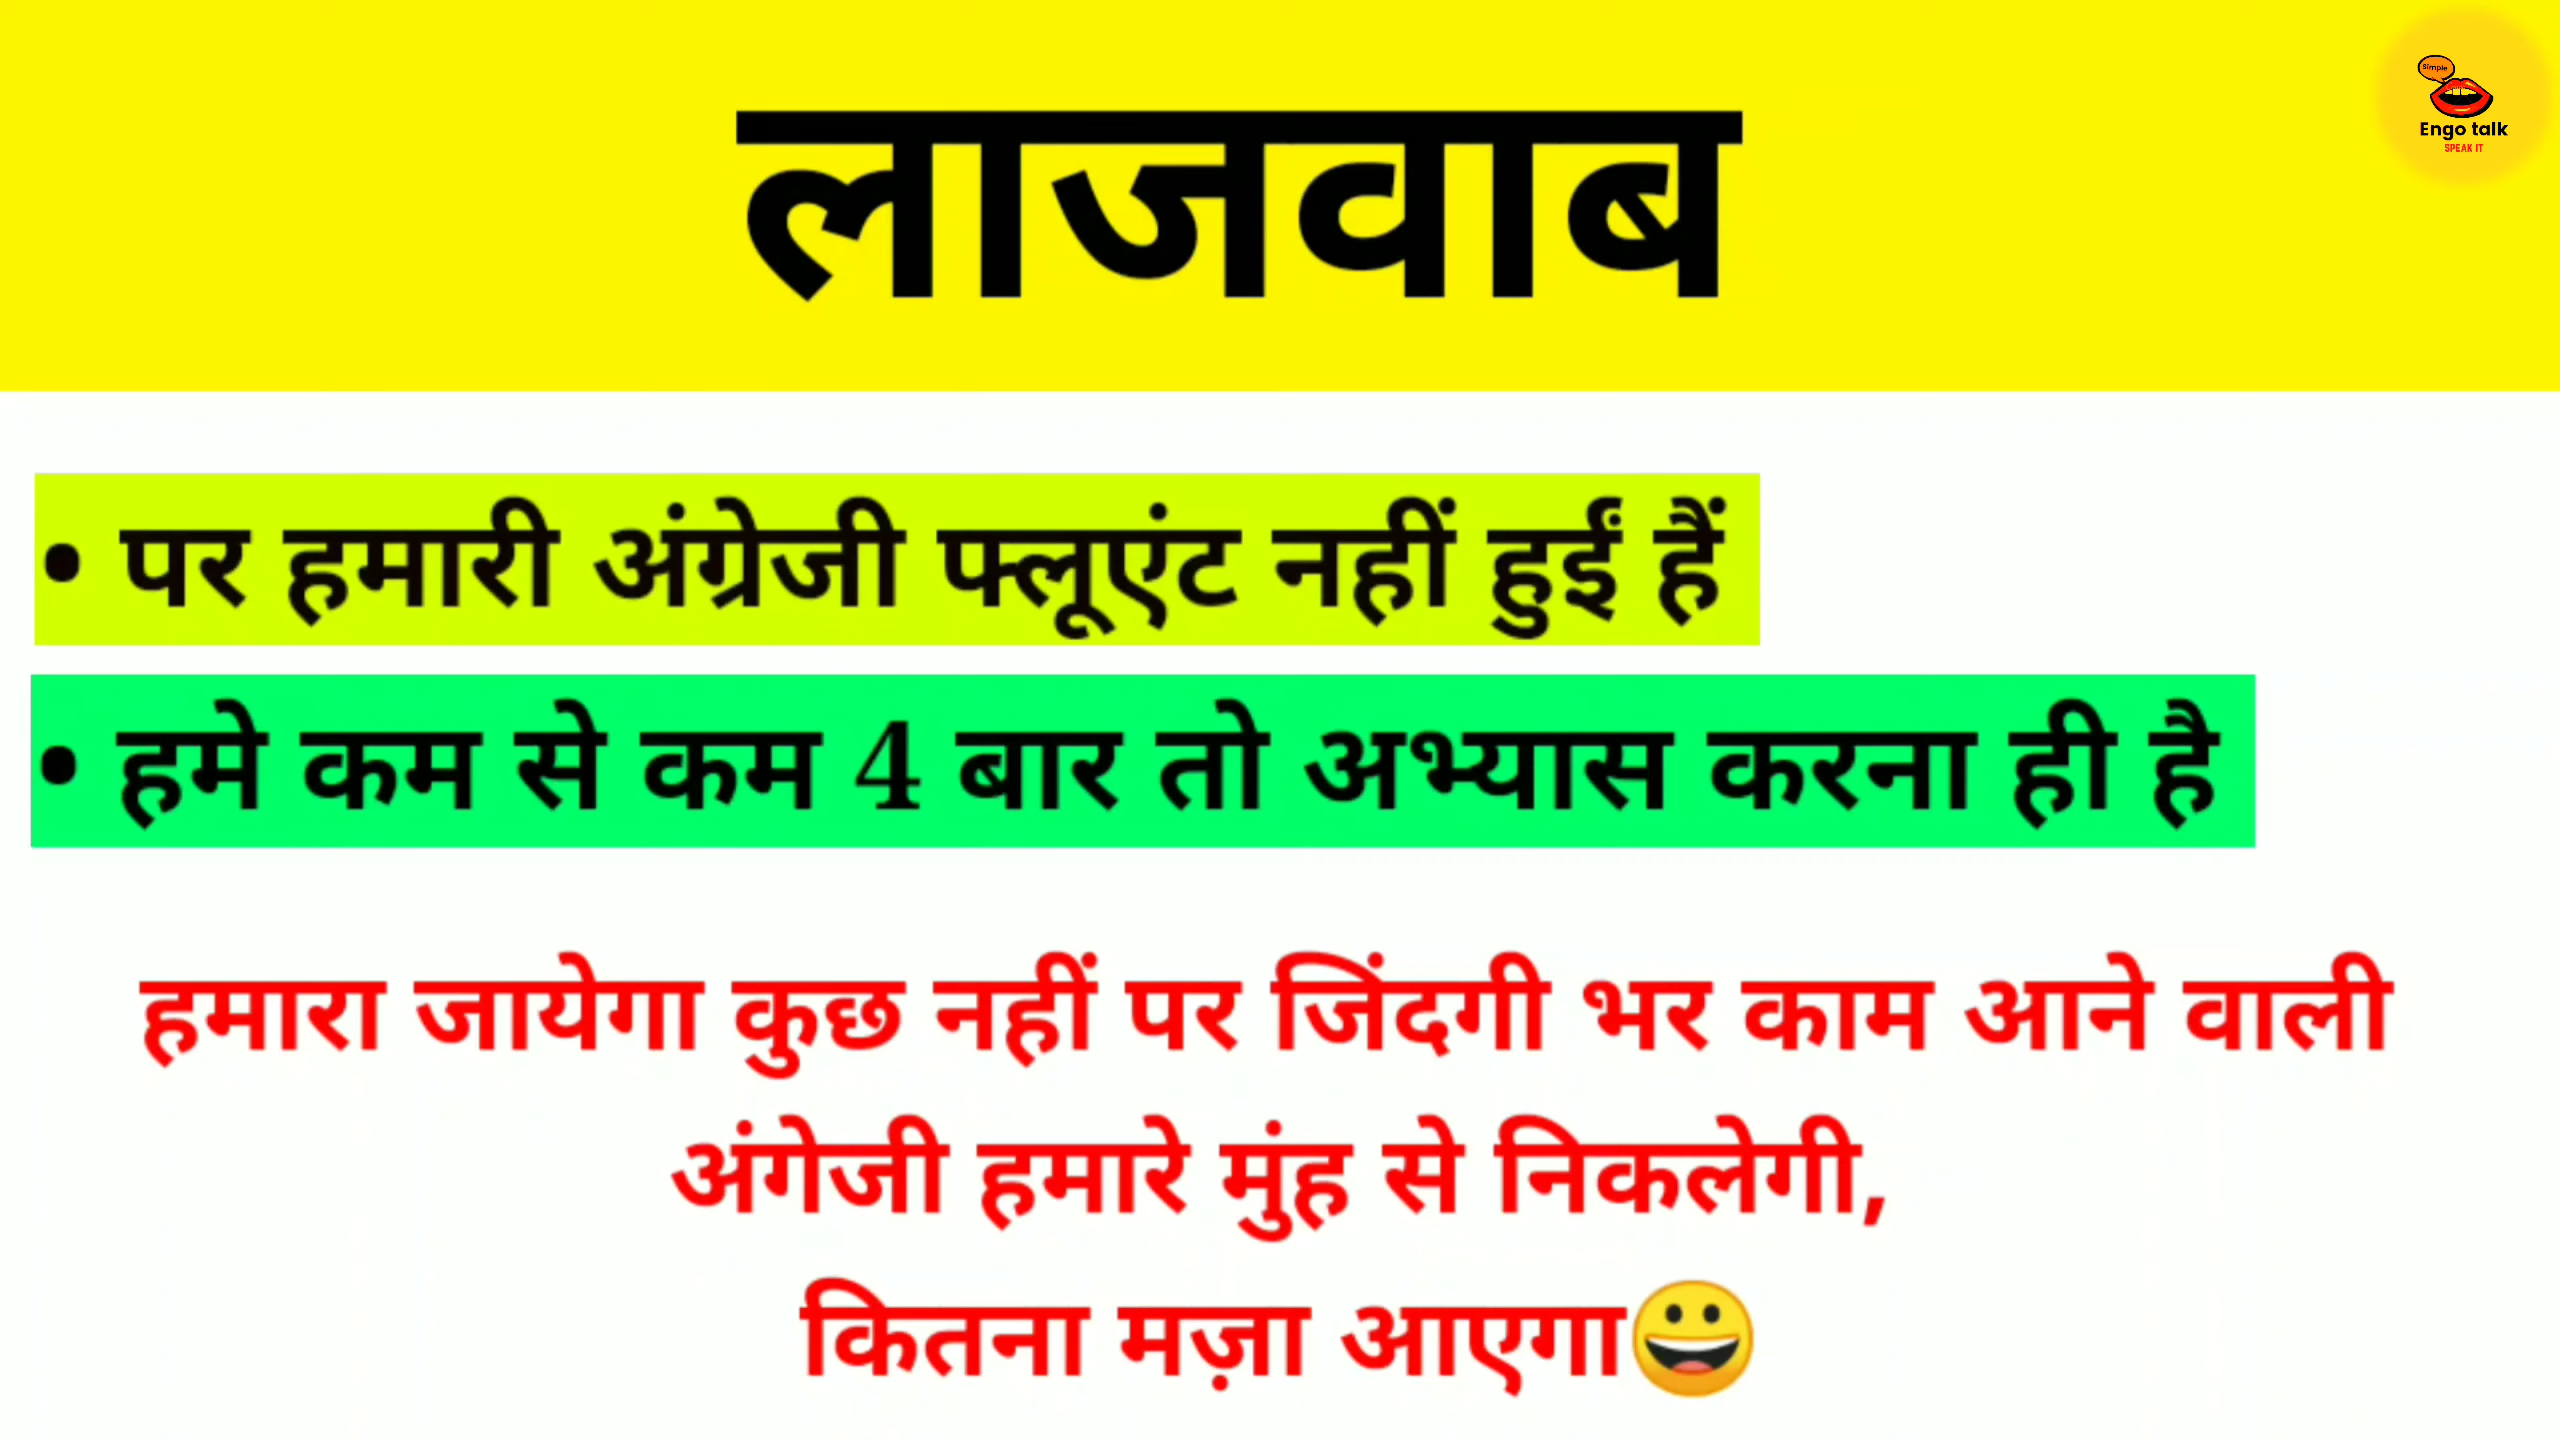 लाजवाब
Simple
Engo talk
SPEAK IT
• पर हमारी अंग्रेजी फ्लूएंट नहीं हुईं हैं
• हमे कम से कम 4 बार तो अभ्यास करना ही है
हमारा जायेगा कुछ नहीं पर जिंदगी भर काम आने वाली
अंगेजी हमारे मुंह से निकलेगी,
कितना मज़ा आएगा😀